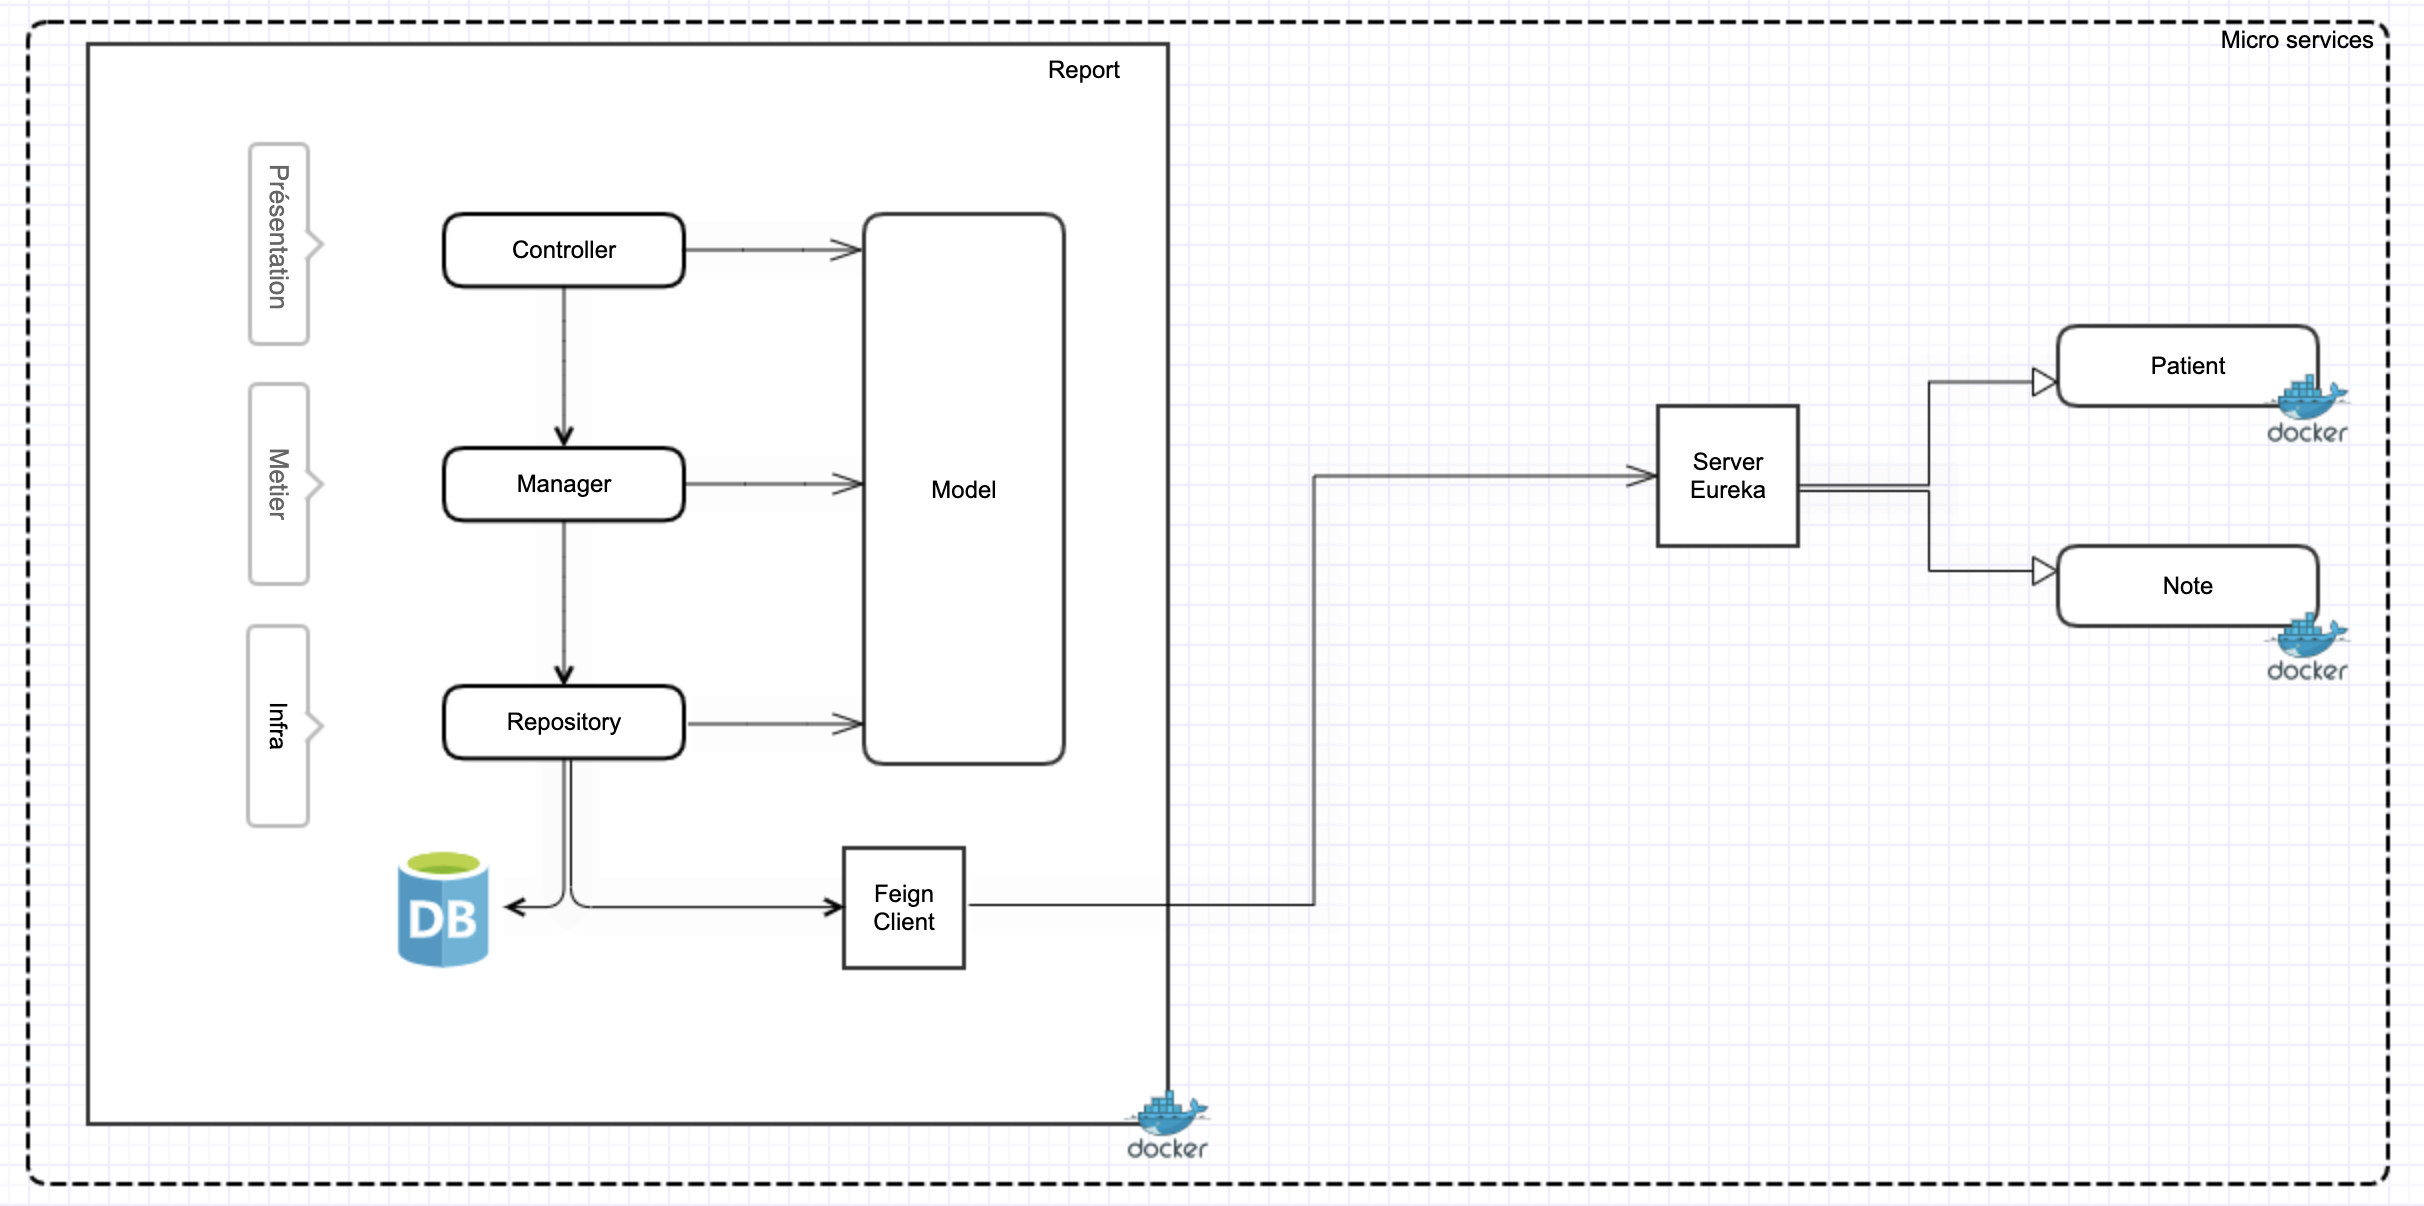 Micro services
Report
Présentation
Controller
Metier
Manager
Model
Infra
Repository
DB
Feign
Client
docker
Server
Eureka
Patient
docker
Note
docker